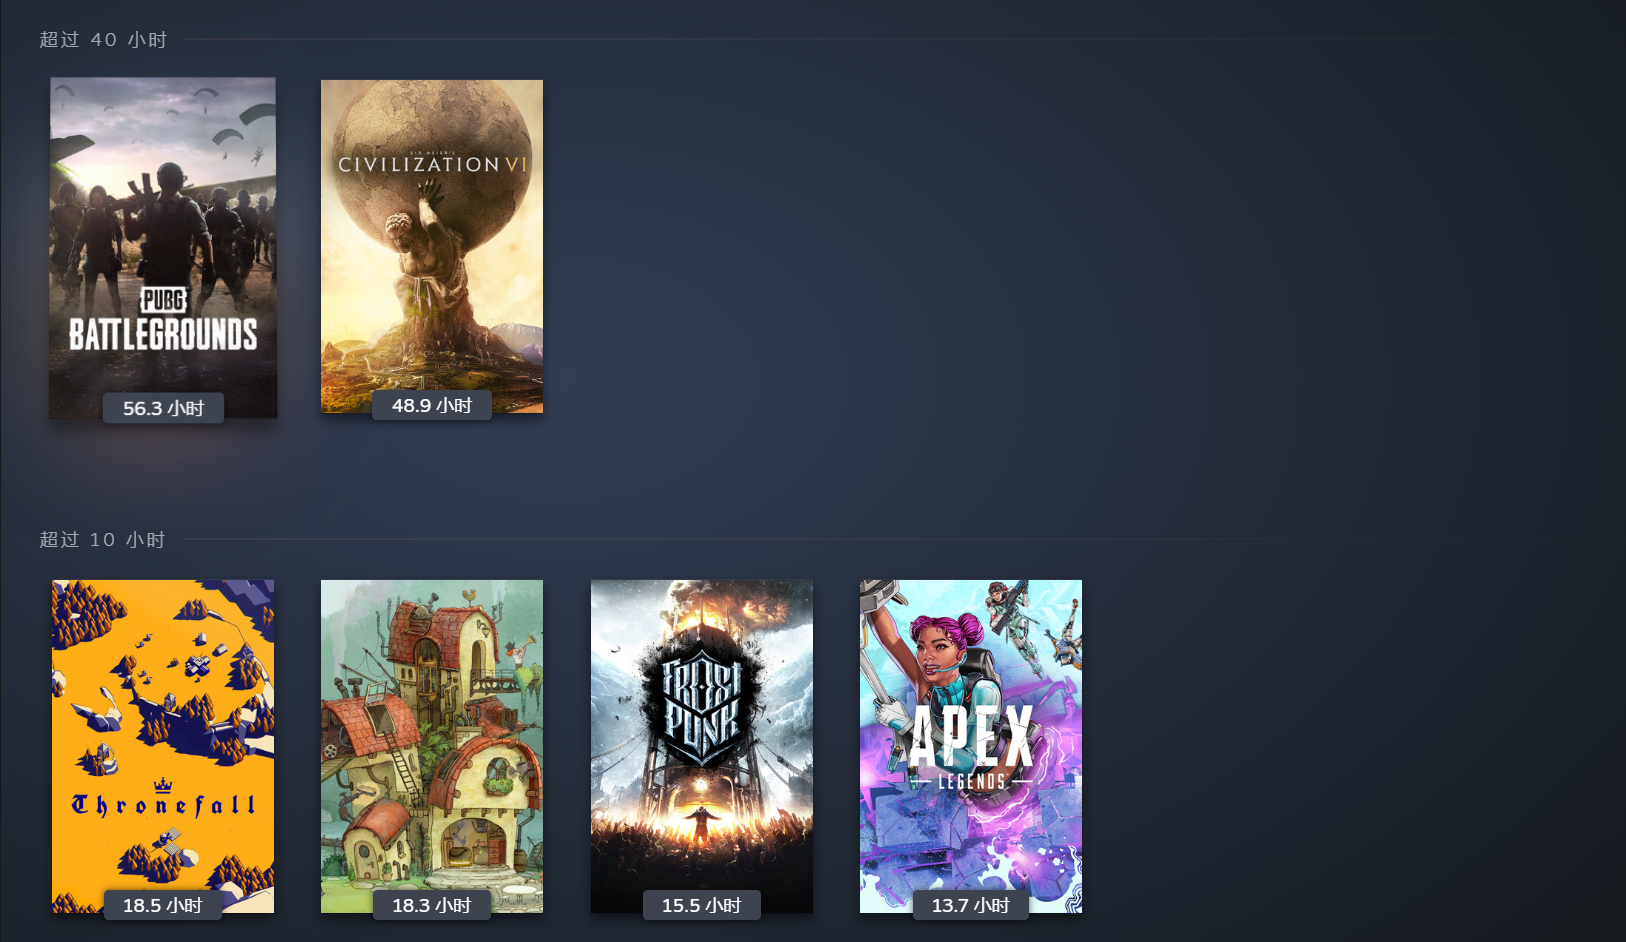 超过 40 小时
PUBG
BATTLEGROUNDS
56.3 小时
SID MEIER'S
CIVILIZATION VI
48.9 小时
超过 10 小时
Thronefall
18.5 小时
18.3 小时
FROST
PUNK
15.5 小时
APEX
LEGENDS
13.7 小时